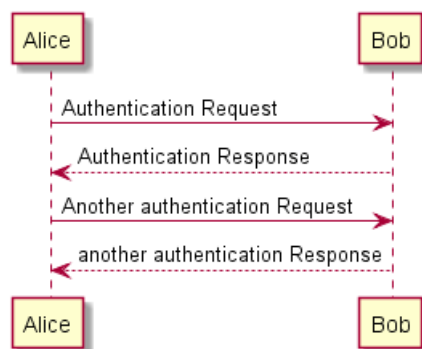 Alice Bob
Authentication Request
Authentication Response
Another authentication Request
another authentication Response
Alice Bob